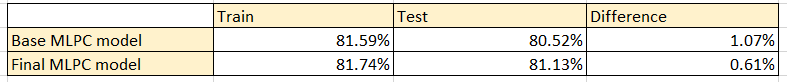 Train Test Difference
Base MLPC model 81.59% 80.52% 1.07%
Final MLPC model 81.74% 81.13% 0.61%